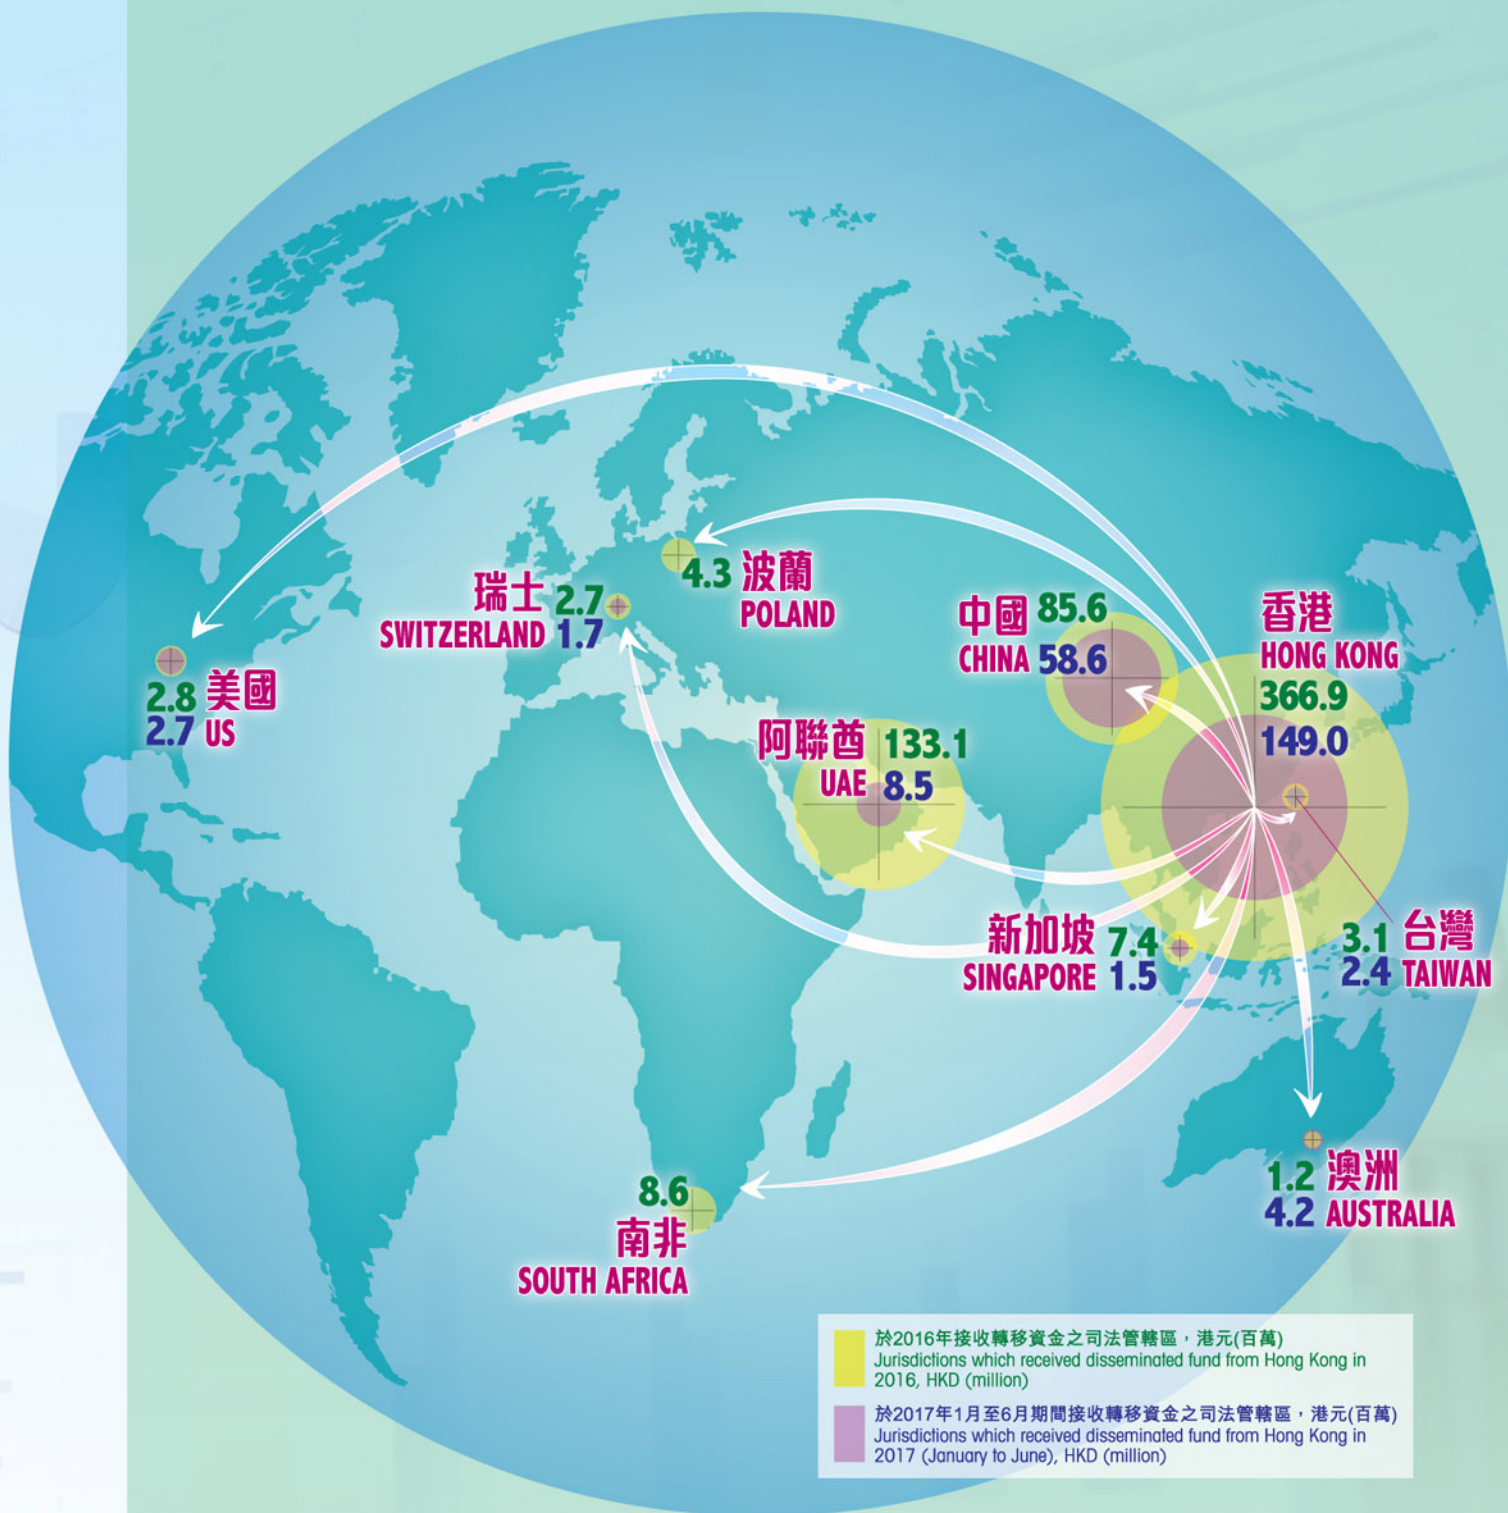 4.3 波蘭
POLAND
瑞士 2.7
SWITZERLAND 1.7
中國 85.6
CHINA 58.6
香港
HONG KONG
366.9
149.0
2.8 美國
2.7 US
阿聯酋 133.1
UAE 8.5
新加坡 7.4
SINGAPORE 1.5
3.1 台灣
2.4 TAIWAN
1.2 澳洲
4.2 AUSTRALIA
8.6
南非
SOUTH AFRICA
於2016年接收轉移資金之司法管轄區，港元(百萬)
Jurisdictions which received disseminated fund from Hong Kong in
2016, HKD (million)
於2017年1月至6月期間接收轉移資金之司法管轄區，港元(百萬)
Jurisdictions which received disseminated fund from Hong Kong in
2017 (January to June), HKD (million)